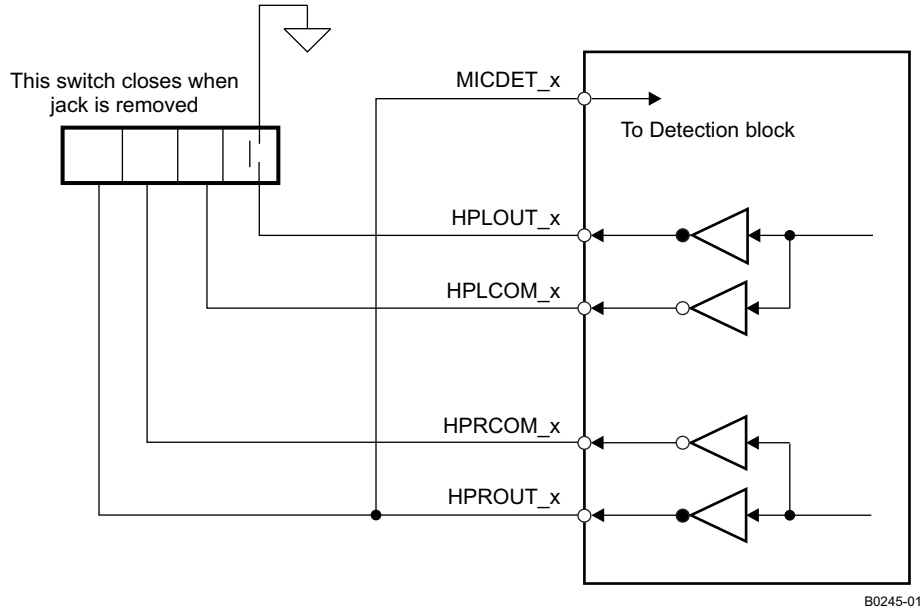 This switch closes when
jack is removed
MICDET_x
To Detection block
HPLOUT_x
HPLCOM_x
HPRCOM_x
HPROUT_x
B0245-01